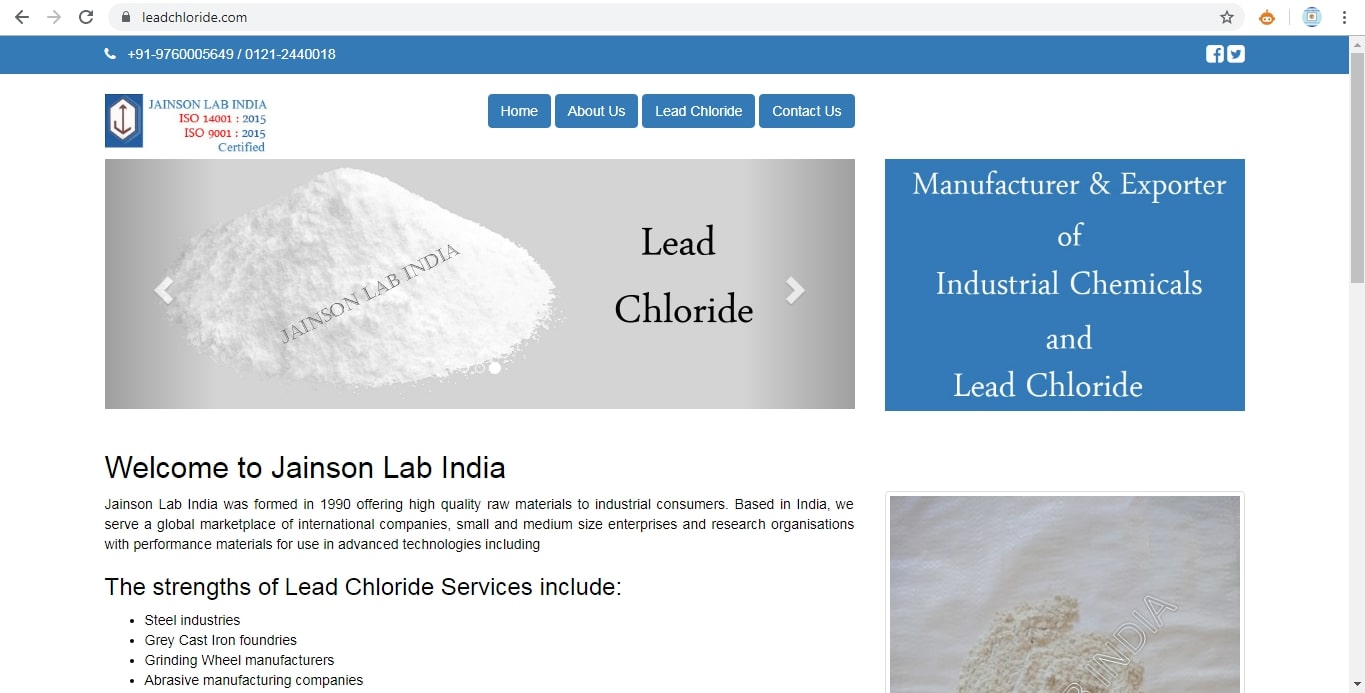 leadchloride.com
+91-9760005649 / 0121-2440018
JAINSON LAB INDIA
ISO 14001 : 2015
ISO 9001 : 2015
Certified
Home
About Us
Lead Chloride
Contact Us
JAINSON LAB INDIA
Lead
Chloride
Manufacturer & Exporter
of
Industrial Chemicals
and
Lead Chloride
Welcome to Jainson Lab India
Jainson Lab India was formed in 1990 offering high quality raw materials to industrial consumers. Based in India, we
serve a global marketplace of international companies, small and medium size enterprises and research organisations
with performance materials for use in advanced technologies including
The strengths of Lead Chloride Services include:
Steel industries
Grey Cast Iron foundries
Grinding Wheel manufacturers
Abrasive manufacturing companies
B INDIA